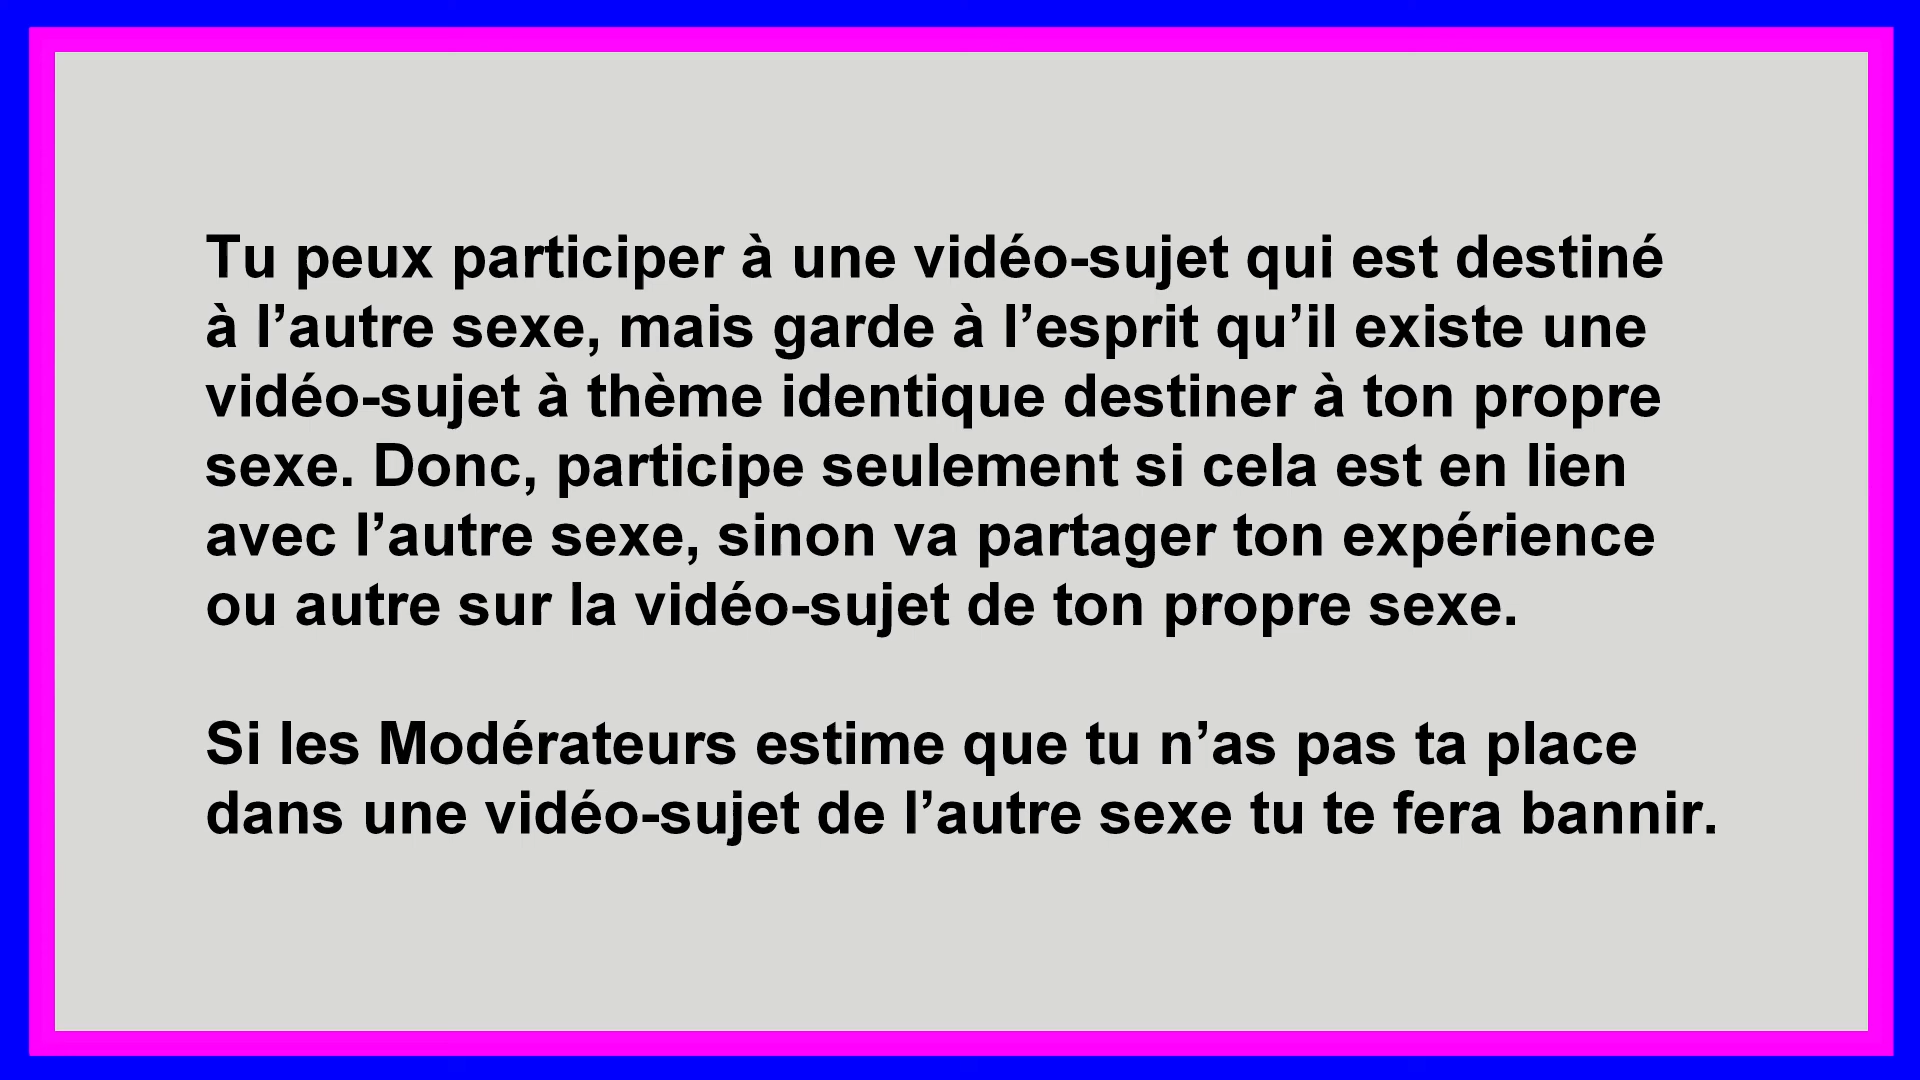 Tu peux participer à une vidéo-sujet qui est destiné
à l’autre sexe, mais garde à l’esprit qu’il existe une
vidéo-sujet à thème identique destiner à ton propre
sexe. Donc, participe seulement si cela est en lien
avec l’autre sexe, sinon va partager ton expérience
ou autre sur la vidéo-sujet de ton propre sexe.
Si les Modérateurs estime que tu n’as pas ta place
dans une vidéo-sujet de l’autre sexe tu te fera bannir.